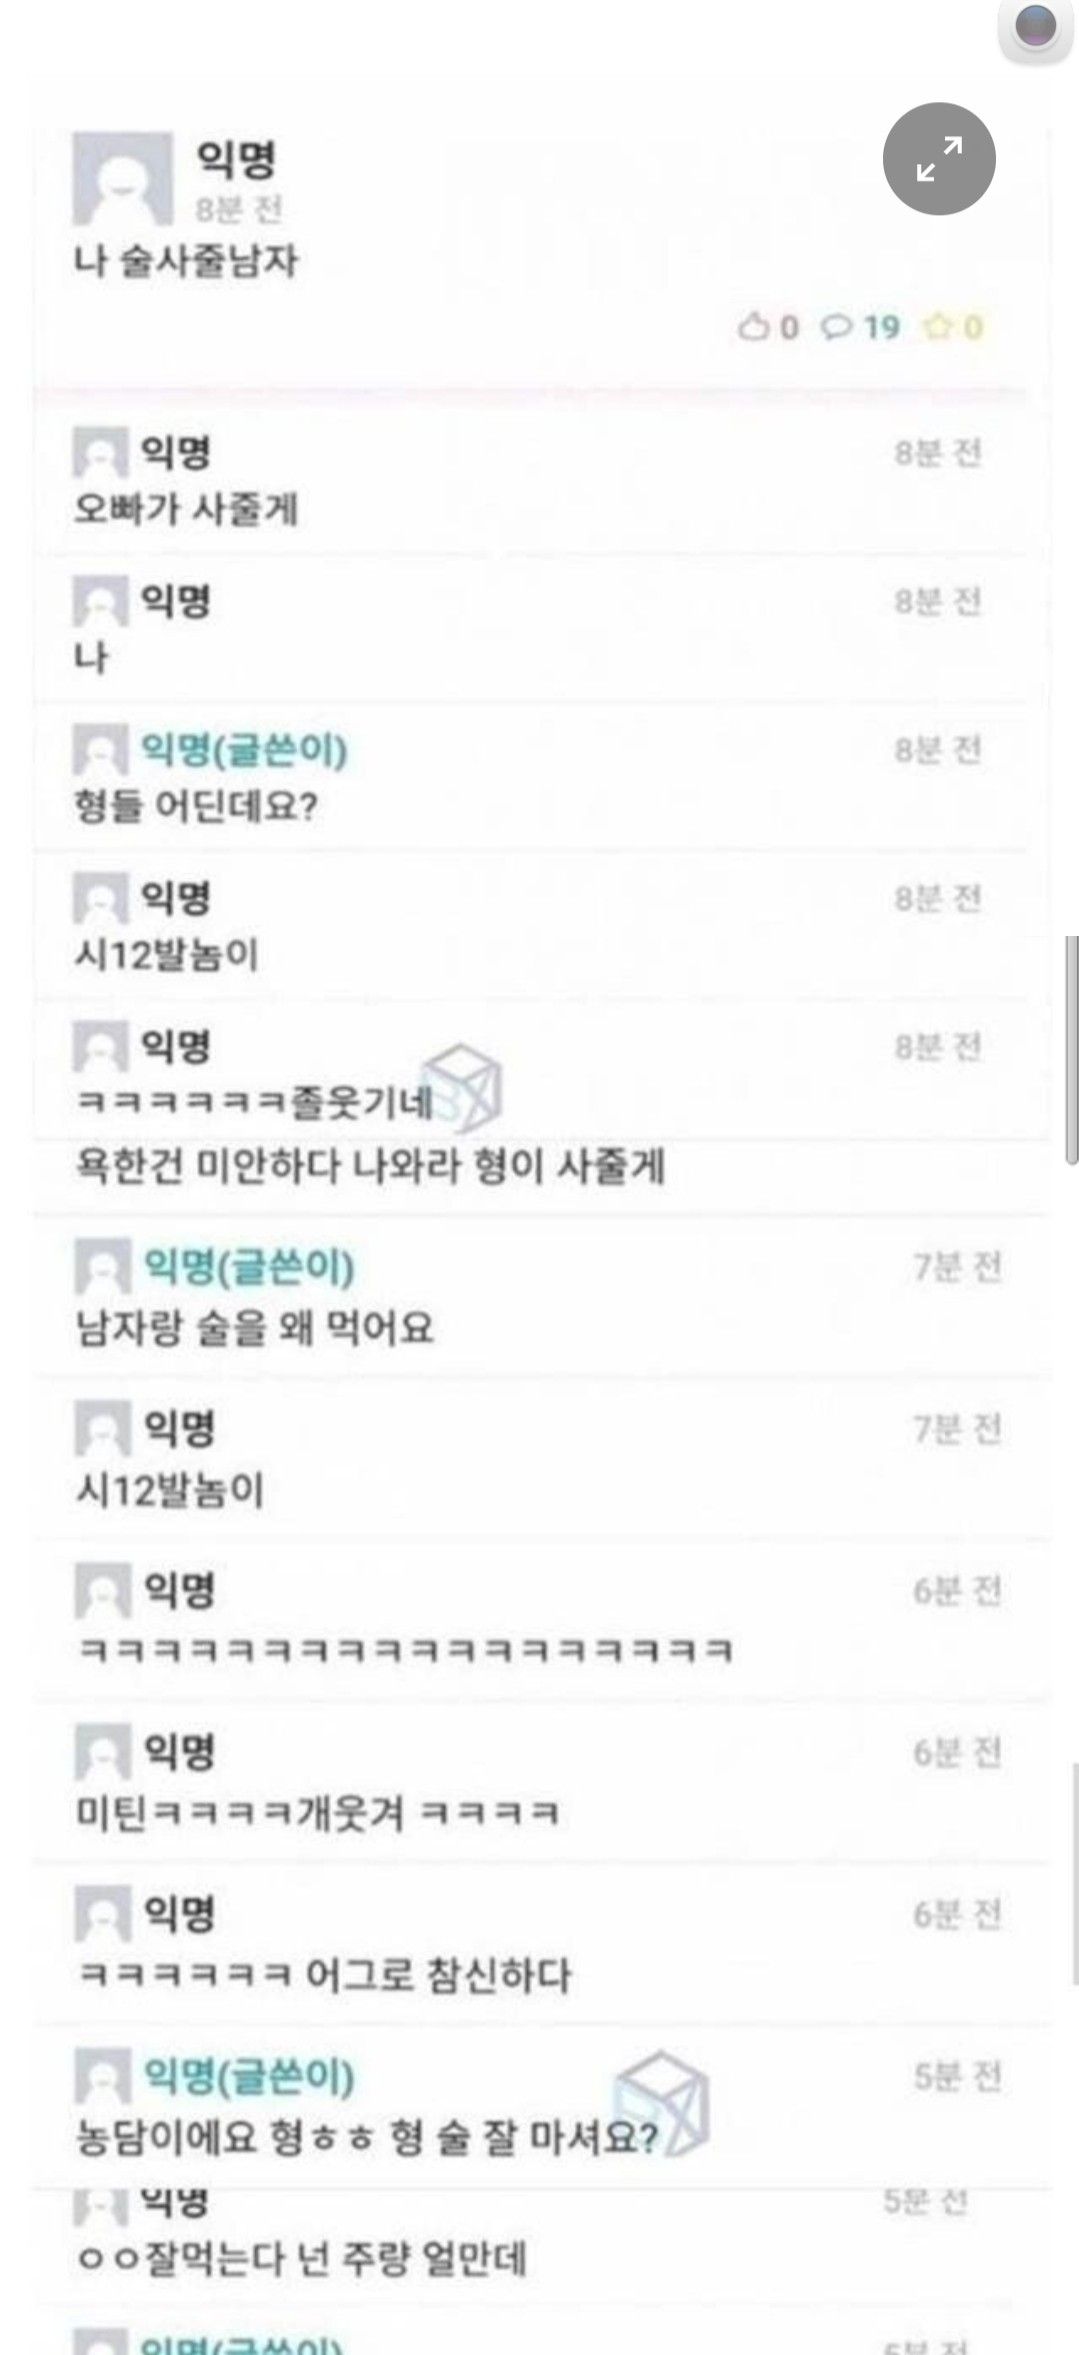 익명
8분 전
나 술사줄남자
0 19 0
익명 8분 전
오빠가 사줄게
익명 8분 전
나
익명(글쓴이) 8분 전
형들 어딘데요?
익명 8분 전
시12발놈이
익명 8분 전
ㅋㅋㅋㅋㅋㅋ졸웃기네
욕한건 미안하다 나와라 형이 사줄게
익명(글쓴이) 7분 전
남자랑 술을 왜 먹어요
익명 7분 전
시12발놈이
익명 6분 전
ㅋㅋㅋㅋㅋㅋㅋㅋㅋㅋㅋㅋㅋㅋㅋㅋㅋㅋ
익명 6분 전
미틴ㅋㅋㅋㅋ개웃겨 ㅋㅋㅋㅋ
익명 6분 전
ㅋㅋㅋㅋㅋㅋ 어그로 참신하다
익명(글쓴이) 5분 전
농담이에요 형ㅎㅎ 형 술 잘 마셔요?
익명 5분 전
ㅇㅇ잘먹는다 넌 주량 얼만데
익명(글쓴이) 5분 전